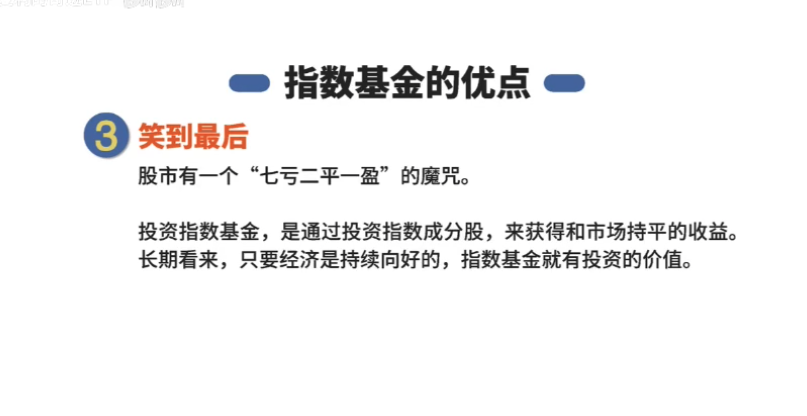 指数基金的优点
3 笑到最后
股市有一个“七亏二平一盈”的魔咒。
投资指数基金，是通过投资指数成分股，来获得和市场持平的收益。
长期看来，只要经济是持续向好的，指数基金就有投资的价值。